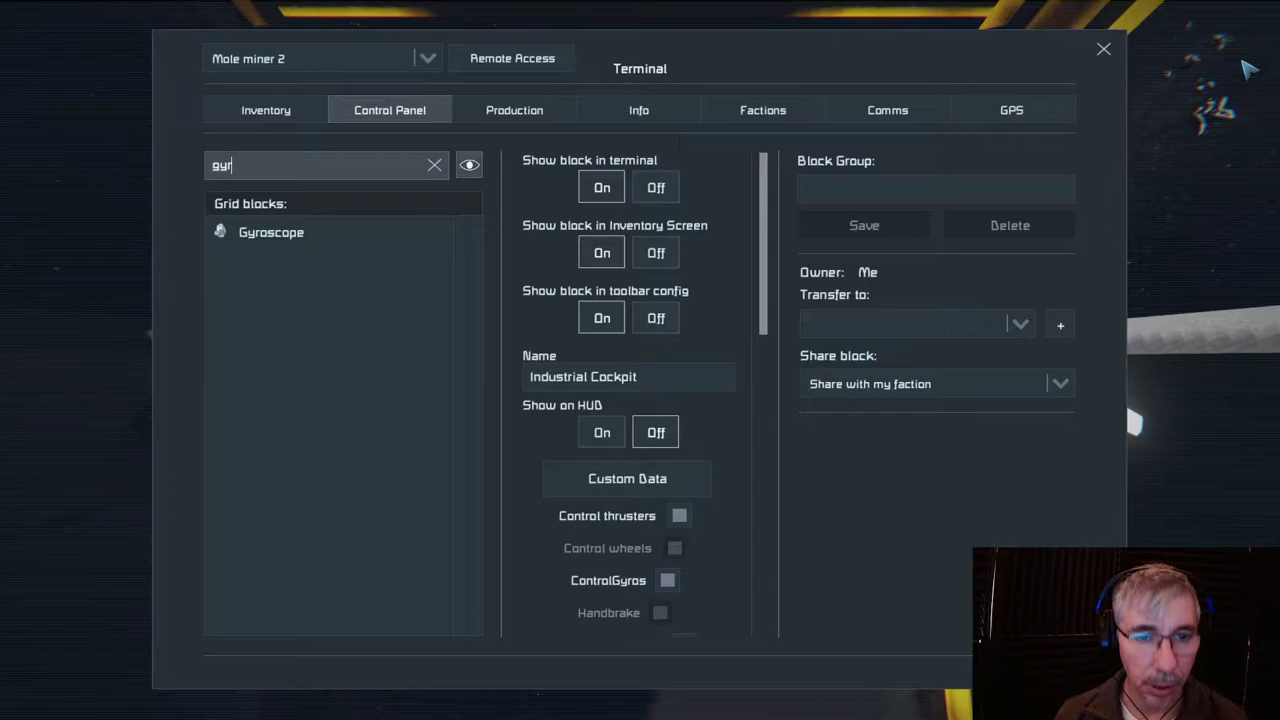 Mole miner 2
Remote Access
Terminal
Inventory
Control Panel
Production
Info
Factions
Comms
GPS
gyr
Grid blocks:
Gyroscope
Show block in terminal
On Off
Show block in Inventory Screen
On Off
Show block in toolbar config
On Off
Name
Industrial Cockpit
Show on HUD
On Off
Custom Data
Control thrusters
Control wheels
ControlGyros
Handbrake
Block Group:
Save Delete
Owner: Me
Transfer to:
+
Share block:
Share with my faction